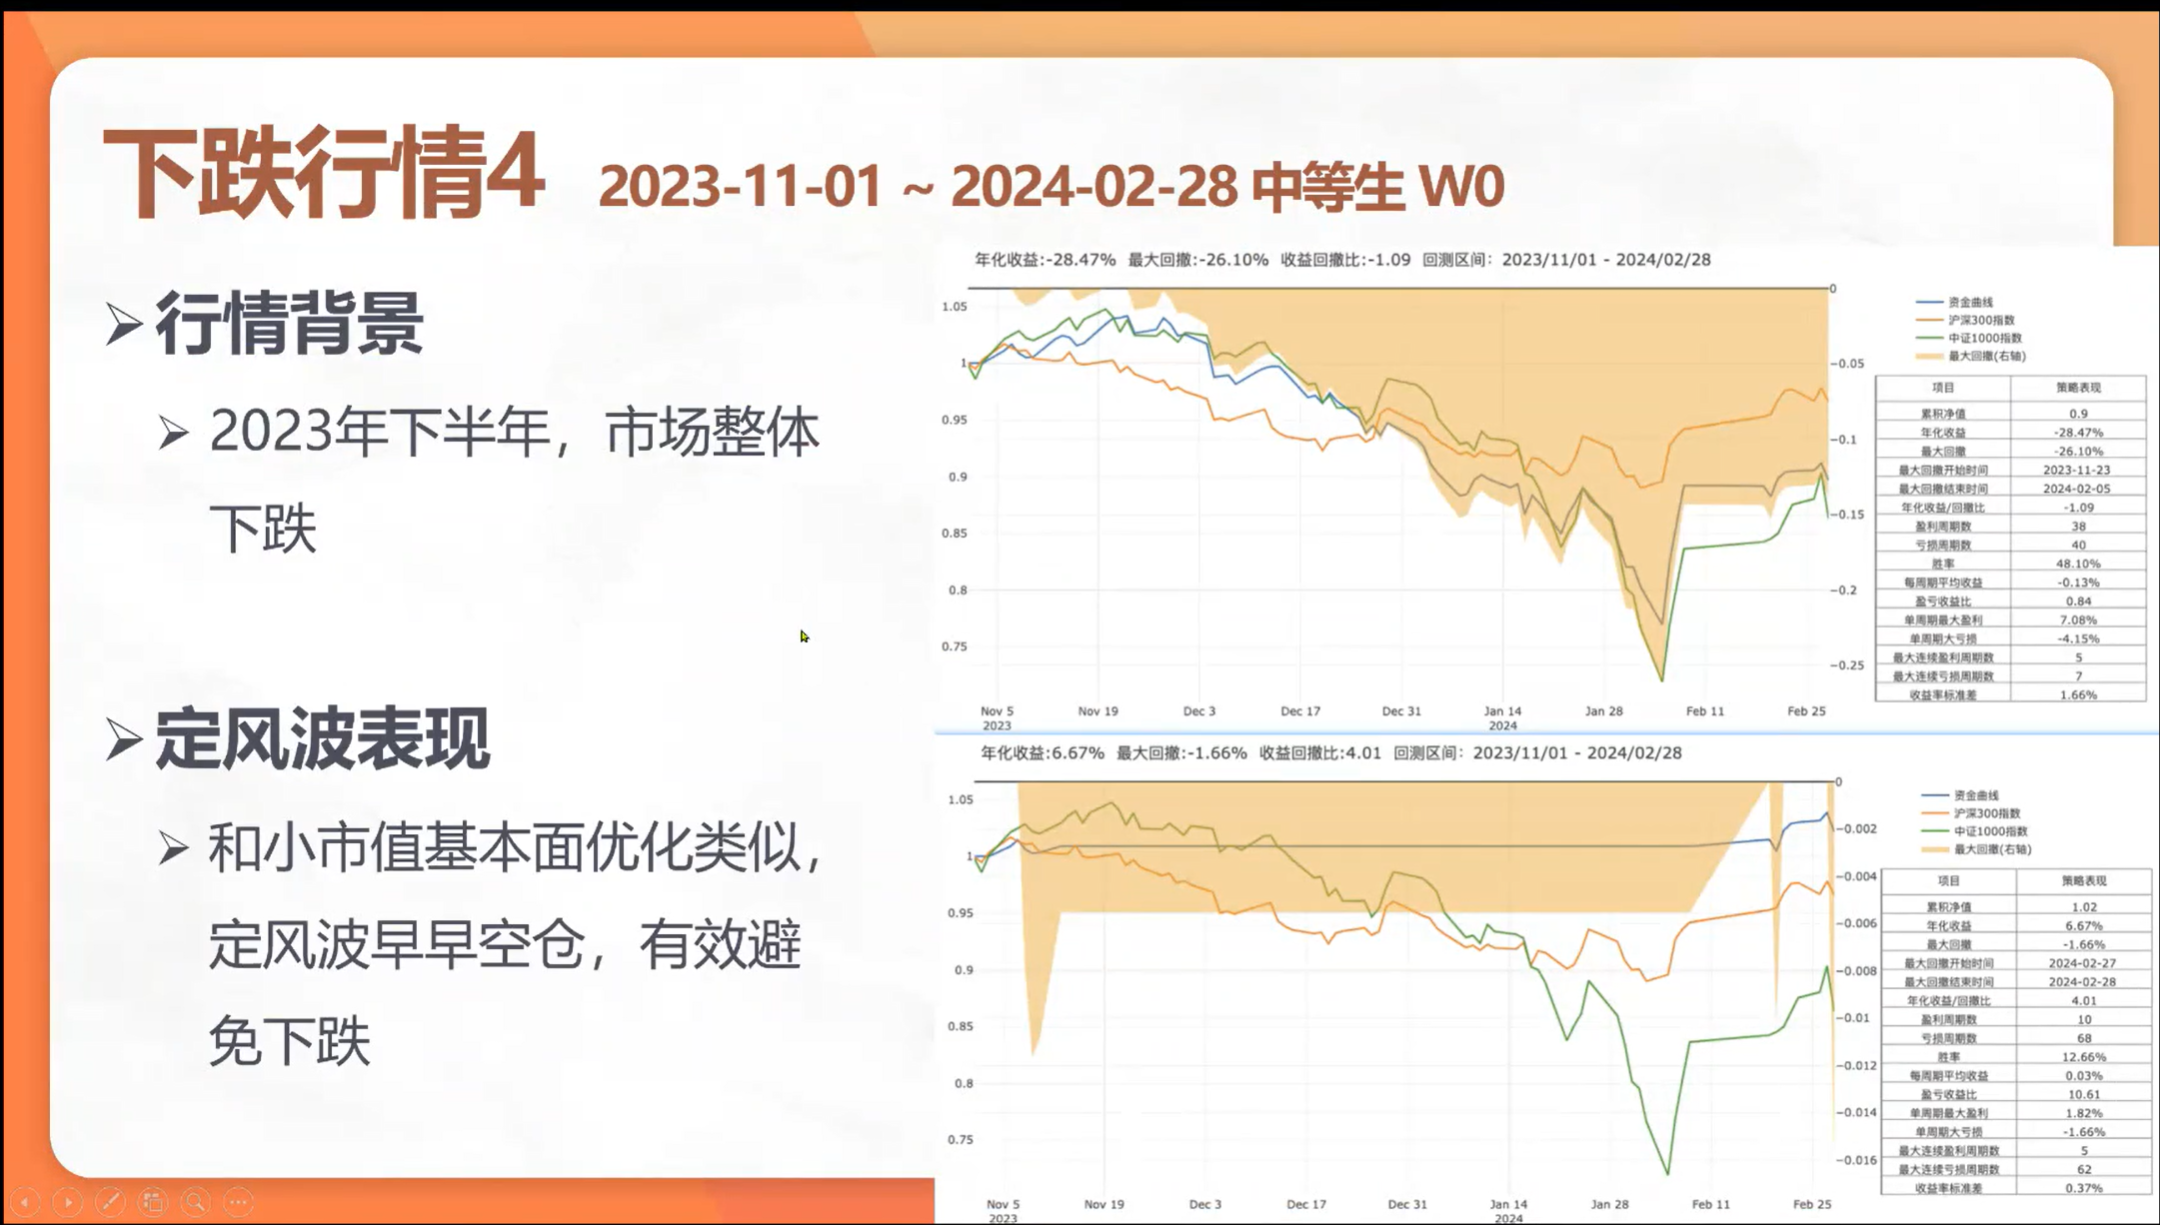 下跌行情4 2023-11-01 ~ 2024-02-28 中等生 W0
➢行情背景
➢ 2023年下半年，市场整体
下跌
➢定风波表现
➢ 和小市值基本面优化类似，
定风波早早空仓，有效避
免下跌
年化收益:-28.47% 最大回撤:-26.10% 收益回撤比:-1.09 回测区间：2023/11/01 - 2024/02/28
1.05
1
0.95
0.9
0.85
0.8
0.75
0
−0.05
−0.1
−0.15
−0.2
−0.25
Nov 5 Nov 19 Dec 3 Dec 17 Dec 31 Jan 14 Jan 28 Feb 11 Feb 25
2023 2024
资金曲线
沪深300指数
中证1000指数
最大回撤(右轴)
项目 策略表现
累积净值 0.9
年化收益 -28.47%
最大回撤 -26.10%
最大回撤开始时间 2023-11-23
最大回撤结束时间 2024-02-05
年化收益/回撤比 -1.09
盈利周期数 38
亏损周期数 40
胜率 48.10%
每周期平均收益 -0.13%
盈亏收益比 0.84
单周期最大盈利 7.08%
单周期大亏损 -4.15%
最大连续盈利周期数 5
最大连续亏损周期数 7
收益率标准差 1.66%
年化收益:6.67% 最大回撤:-1.66% 收益回撤比:4.01 回测区间：2023/11/01 - 2024/02/28
1.05
1
0.95
0.9
0.85
0.8
0.75
0
−0.002
−0.004
−0.006
−0.008
−0.01
−0.012
−0.014
−0.016
Nov 5 Nov 19 Dec 3 Dec 17 Dec 31 Jan 14 Jan 28 Feb 11 Feb 25
2023 2024
资金曲线
沪深300指数
中证1000指数
最大回撤(右轴)
项目 策略表现
累积净值 1.02
年化收益 6.67%
最大回撤 -1.66%
最大回撤开始时间 2024-02-27
最大回撤结束时间 2024-02-28
年化收益/回撤比 4.01
盈利周期数 10
亏损周期数 68
胜率 12.66%
每周期平均收益 0.03%
盈亏收益比 10.61
单周期最大盈利 1.82%
单周期大亏损 -1.66%
最大连续盈利周期数 5
最大连续亏损周期数 62
收益率标准差 0.37%